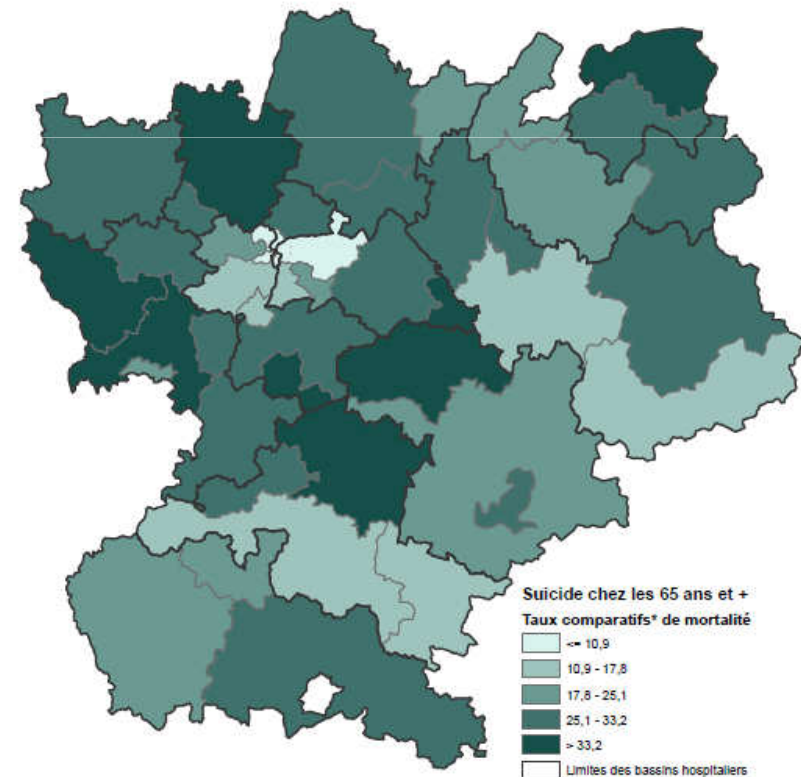 Suicide chez les 65 ans et +
Taux comparatifs* de mortalité
<= 10,9
10,9 - 17,8
17,8 - 25,1
25,1 - 33,2
> 33,2
Limites des bassins hospitaliers